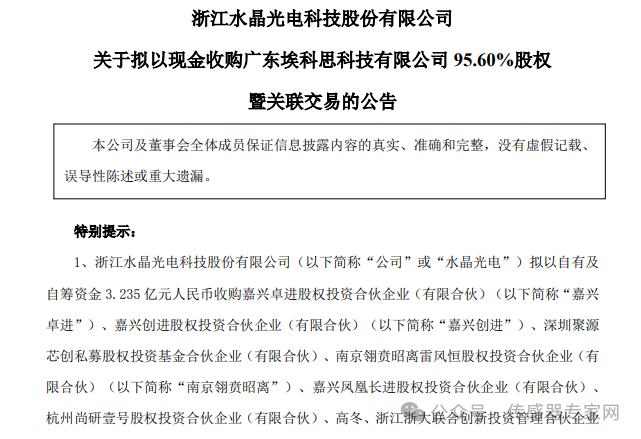 浙江水晶光电科技股份有限公司
关于拟以现金收购广东埃科思科技有限公司 95.60%股权
暨关联交易的公告
本公司及董事会全体成员保证信息披露内容的真实、准确和完整，没有虚假记载、
误导性陈述或重大遗漏。
特别提示：
1、浙江水晶光电科技股份有限公司（以下简称“公司”或“水晶光电”）拟以自有及
自筹资金 3.235 亿元人民币收购嘉兴卓进股权投资合伙企业（有限合伙）（以下简称“嘉兴
卓进”）、嘉兴创进股权投资合伙企业（有限合伙）（以下简称“嘉兴创进”）、深圳聚源
芯创私募股权投资基金合伙企业（有限合伙）、南京翎贲昭离雷风恒股权投资合伙企业（有
限合伙）（以下简称“南京翎贲昭离”）、嘉兴凤凰长进股权投资合伙企业（有限合伙）、
杭州尚研壹号股权投资合伙企业（有限合伙）、高冬、浙江浙大联合创新投资管理合伙企业
公众号·传感器专家网